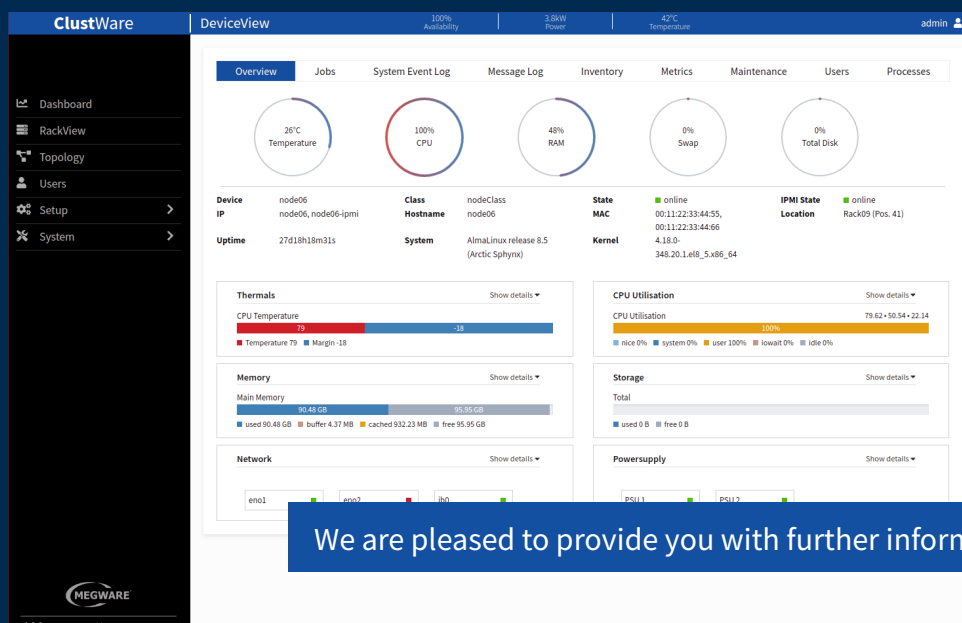 ClustWare
DeviceView
100%
Availability
3.8kW
Power
42°C
Temperature
admin
Dashboard
RackView
Topology
Users
Setup
System
MEGWARE
Overview Jobs System Event Log Message Log Inventory Metrics Maintenance Users Processes
26°C
Temperature
100%
CPU
48%
RAM
0%
Swap
0%
Total Disk
Device node06 Class nodeClass State online IPMI State online
IP node06, node06-ipmi Hostname node06 MAC 00:11:22:33:44:55, Location Rack09 (Pos. 41)
00:11:22:33:44:66
Uptime 27d18h18m31s System AlmaLinux release 8.5 Kernel 4.18.0-
(Arctic Sphynx) 348.20.1.el8_5.x86_64
Thermals Show details
CPU Temperature
79 -18
Temperature 79 Margin -18
CPU Utilisation Show details
CPU Utilisation 79.62 • 50.54 • 22.14
100%
nice 0% system 0% user 100% iowait 0% idle 0%
Memory Show details
Main Memory
90.48 GB 95.95 GB
used 90.48 GB buffer 4.37 MB cached 932.23 MB free 95.95 GB
Storage Show details
Total
used 0 B free 0 B
Network Show details
eno1 eno2 ib0
Powersupply Show details
PSU 1 PSU 2
We are pleased to provide you with further inforn